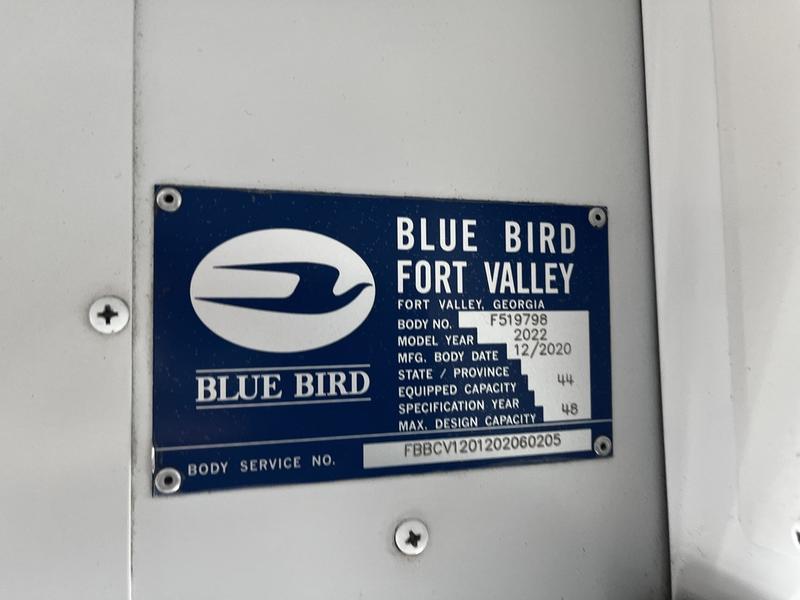 BLUE BIRD
BLUE BIRD
FORT VALLEY
FORT VALLEY, GEORGIA
BODY NO. F519798
MODEL YEAR 2022
MFG. BODY DATE 12/2020
STATE / PROVINCE
EQUIPPED CAPACITY 44
SPECIFICATION YEAR
MAX. DESIGN CAPACITY 48
BODY SERVICE NO. FBBCV1201202060205